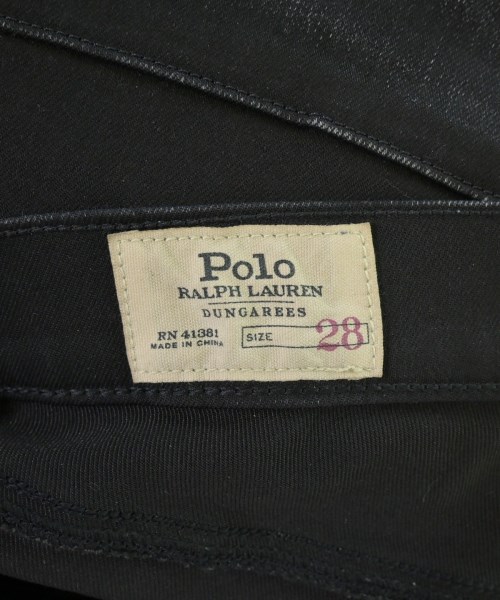 Polo
RALPH LAUREN
DUNGAREES
RN 41381
MADE IN CHINA
SIZE 28